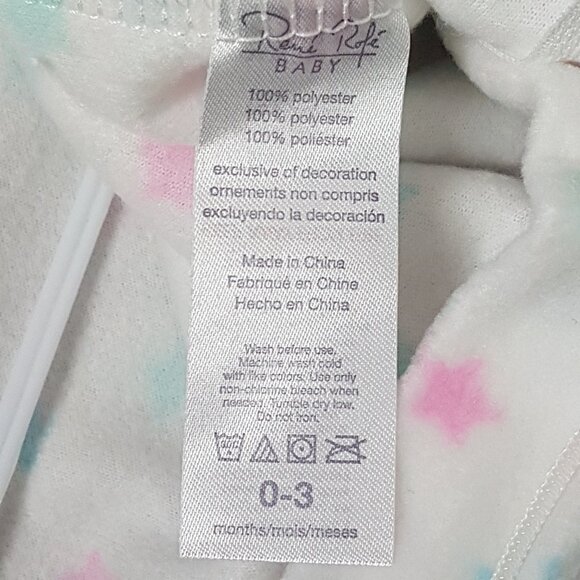 René Rofé
BABY
100% polyester
100% polyester
100% poliéster
exclusive of decoration
ornements non compris
excluyendo la decoración
Made in China
Fabriqué en Chine
Hecho en China
Wash before use.
Machine wash cold
with like colors. Use only
non-chlorine bleach when
needed. Tumble dry low.
Do not iron.
0-3
months/mois/meses